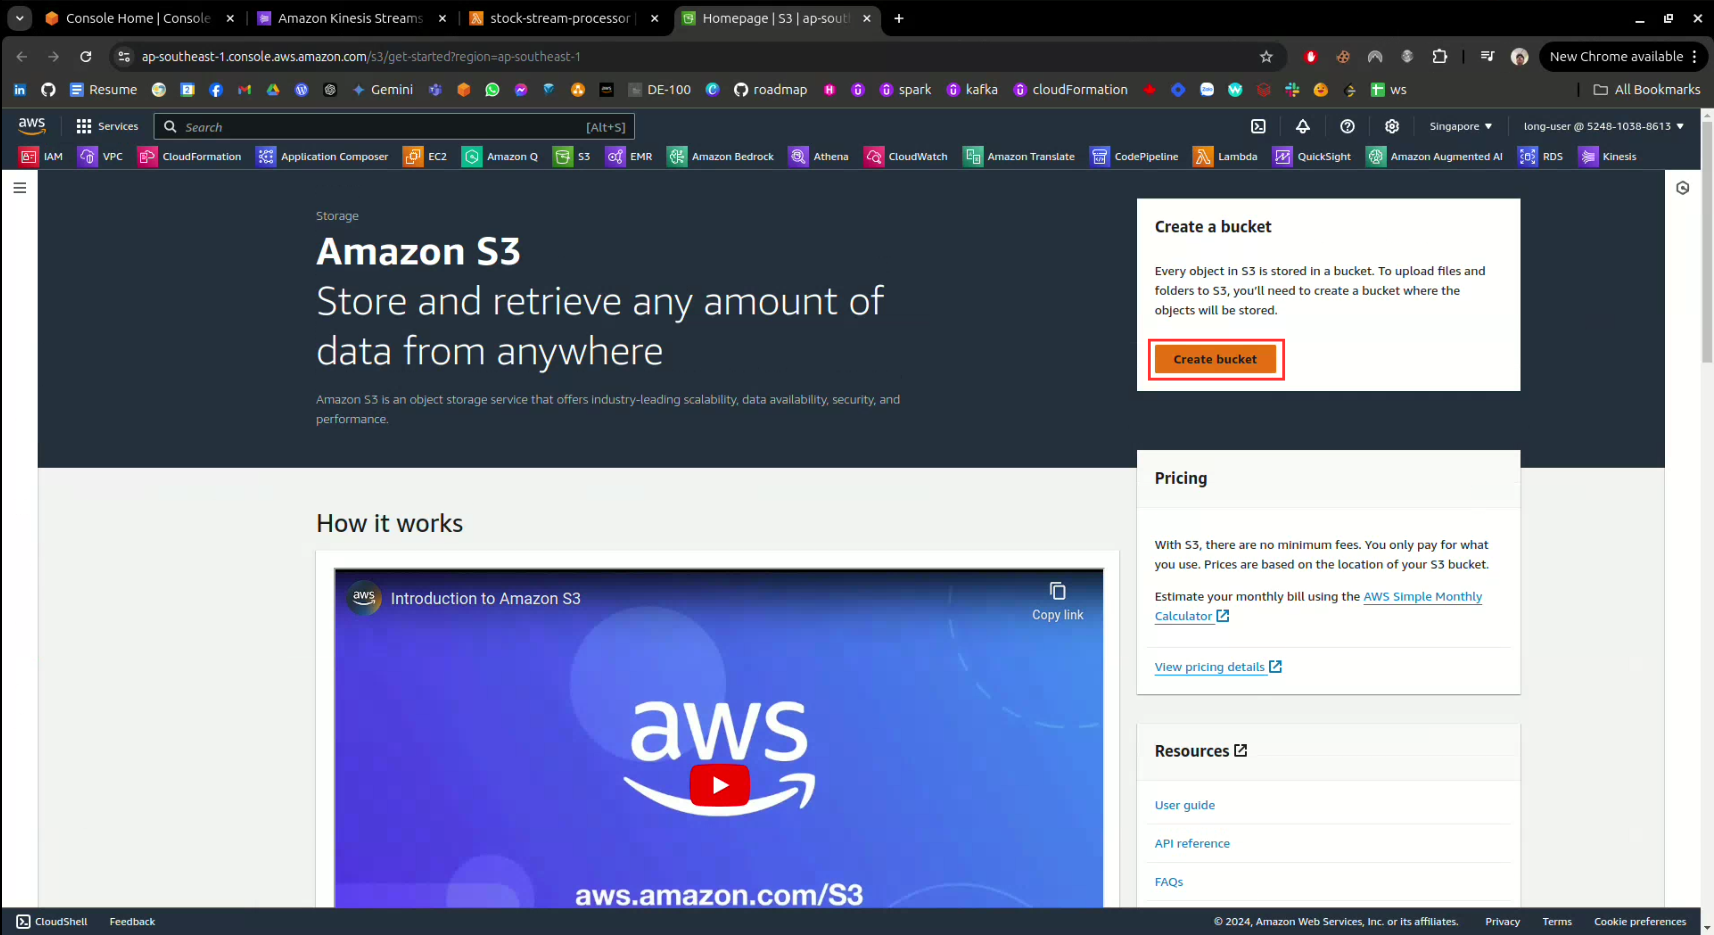 Console Home | Console
Amazon Kinesis Streams
stock-stream-processor
Homepage | S3 | ap-sout
ap-southeast-1.console.aws.amazon.com/s3/get-started?region=ap-southeast-1
New Chrome available
Resume
Gemini
DE-100
roadmap
spark
kafka
cloudFormation
ws
All Bookmarks
aws
Services
Search
[Alt+S]
Singapore
long-user @ 5248-1038-8613
IAM
VPC
CloudFormation
Application Composer
EC2
Amazon Q
S3
EMR
Amazon Bedrock
Athena
CloudWatch
Amazon Translate
CodePipeline
Lambda
QuickSight
Amazon Augmented AI
RDS
Kinesis
Storage
Amazon S3
Store and retrieve any amount of
data from anywhere
Amazon S3 is an object storage service that offers industry-leading scalability, data availability, security, and
performance.
Create a bucket
Every object in S3 is stored in a bucket. To upload files and
folders to S3, you'll need to create a bucket where the
objects will be stored.
Create bucket
How it works
aws
Introduction to Amazon S3
Copy link
aws
aws.amazon.com/S3
Pricing
With S3, there are no minimum fees. You only pay for what
you use. Prices are based on the location of your S3 bucket.
Estimate your monthly bill using the AWS Simple Monthly
Calculator
View pricing details
Resources
User guide
API reference
FAQs
CloudShell
Feedback
© 2024, Amazon Web Services, Inc. or its affiliates.
Privacy
Terms
Cookie preferences